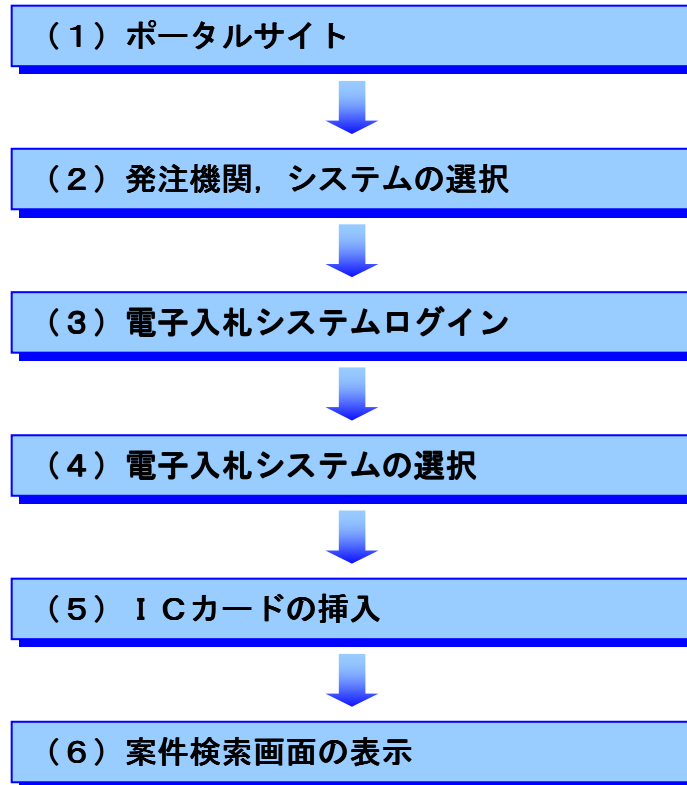 （1）ポータルサイト
（2）発注機関，システムの選択
（3）電子入札システムログイン
（4）電子入札システムの選択
（5）ＩＣカードの挿入
（6）案件検索画面の表示